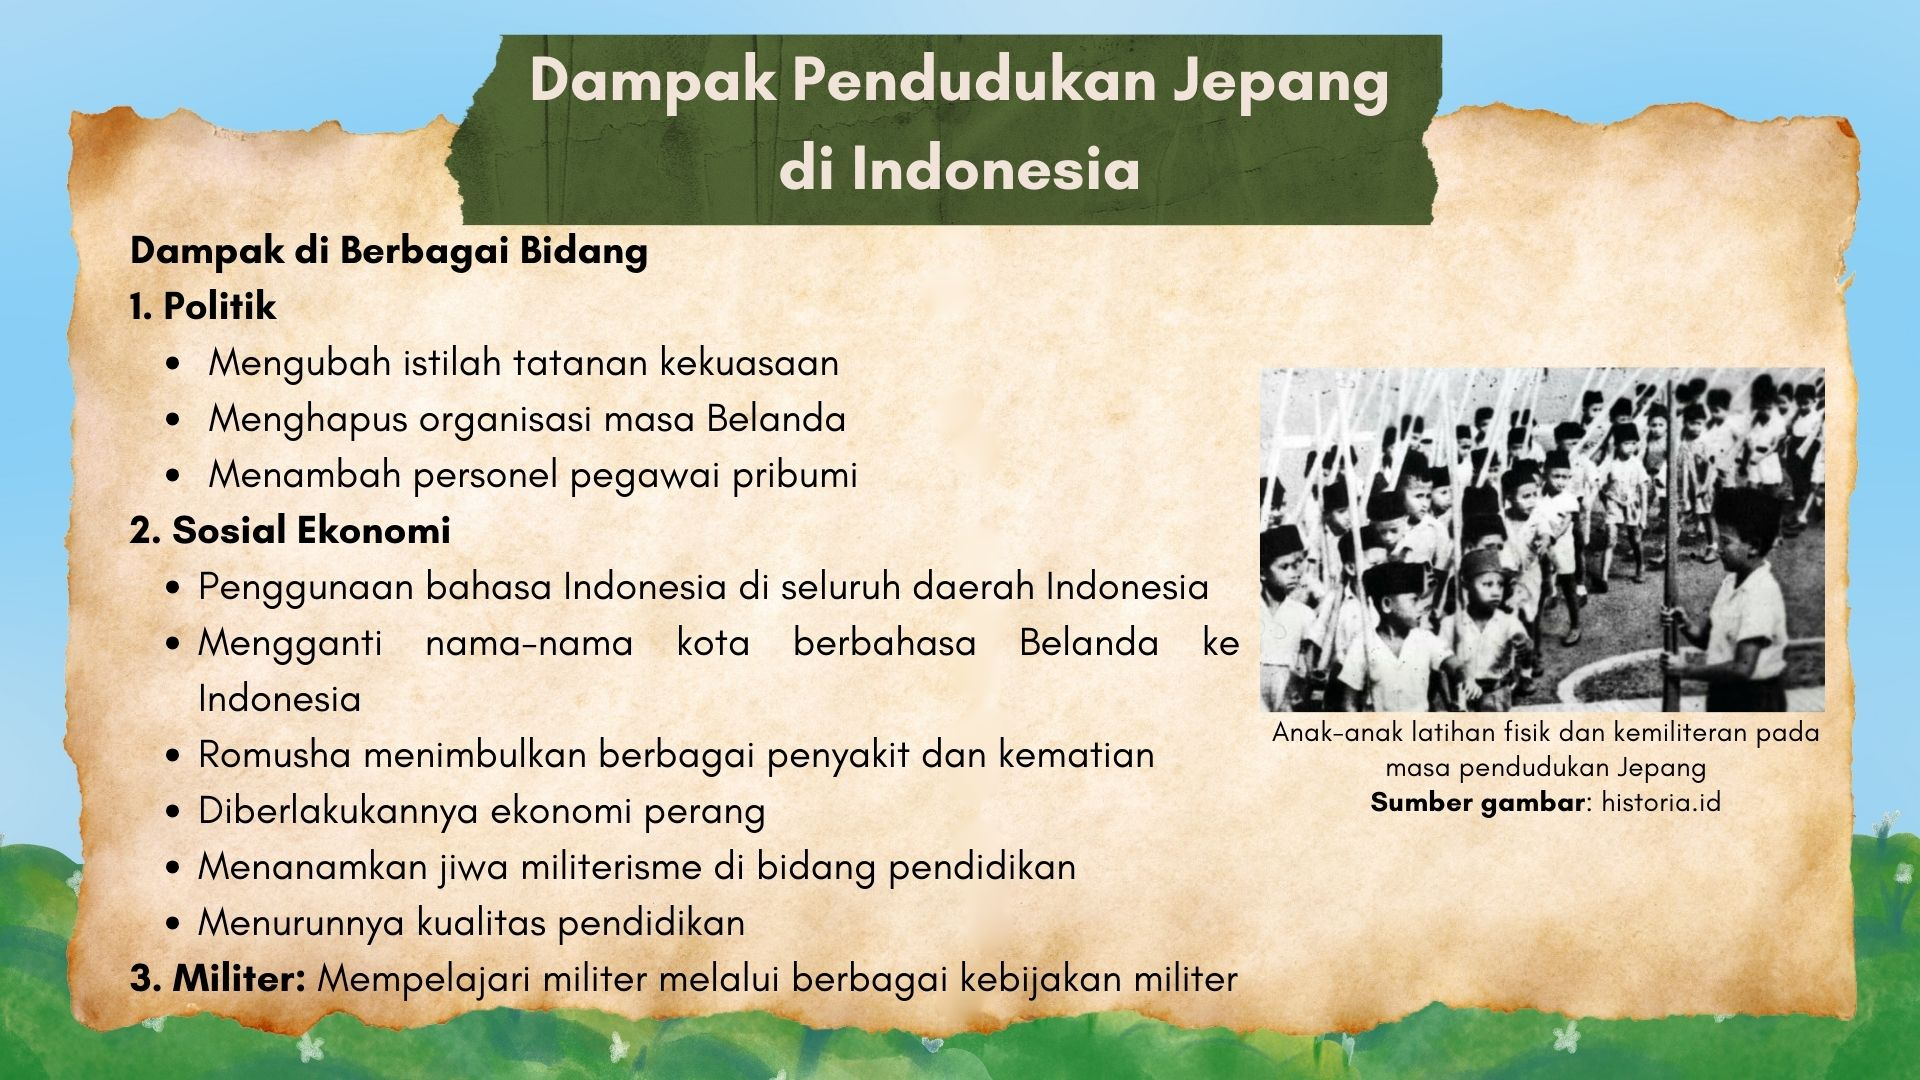 Dampak Pendudukan Jepang
di Indonesia
Dampak di Berbagai Bidang
1. Politik
• Mengubah istilah tatanan kekuasaan
• Menghapus organisasi masa Belanda
• Menambah personel pegawai pribumi
2. Sosial Ekonomi
• Penggunaan bahasa Indonesia di seluruh daerah Indonesia
• Mengganti nama-nama kota berbahasa Belanda ke
Indonesia
• Romusha menimbulkan berbagai penyakit dan kematian
• Diberlakukannya ekonomi perang
• Menanamkan jiwa militerisme di bidang pendidikan
• Menurunnya kualitas pendidikan
3. Militer: Mempelajari militer melalui berbagai kebijakan militer
Anak-anak latihan fisik dan kemiliteran pada
masa pendudukan Jepang
Sumber gambar: historia.id